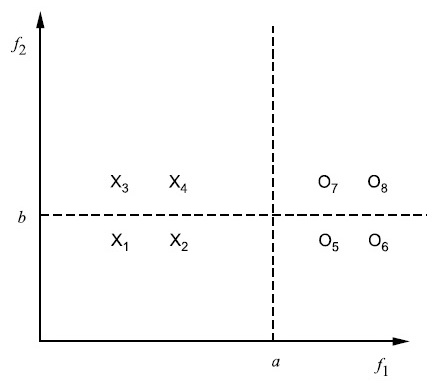 f₂
X₃ X₄ O₇ O₈
b
X₁ X₂ O₅ O₆
a
f₁